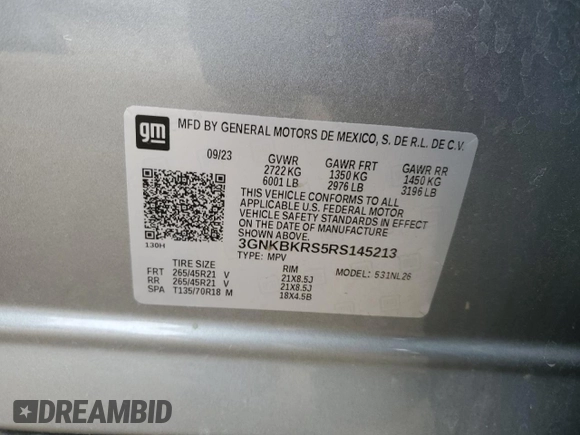 gm
MFD BY GENERAL MOTORS DE MEXICO, S. DE R.L. DE C.V.
09/23 GVWR GAWR FRT GAWR RR
2722 KG 1350 KG 1450 KG
6001 LB 2976 LB 3196 LB
THIS VEHICLE CONFORMS TO ALL
APPLICABLE U.S. FEDERAL MOTOR
VEHICLE SAFETY STANDARDS IN EFFECT
ON THE DATE OF MANUFACTURE
SHOWN ABOVE.
3GNKBKRS5RS145213
130H TYPE: MPV MODEL: 531NL26
TIRE SIZE RIM
FRT 265/45R21 V 21X8.5J
RR 265/45R21 V 21X8.5J
SPA T135/70R18 M 18X4.5B
DREAMBID